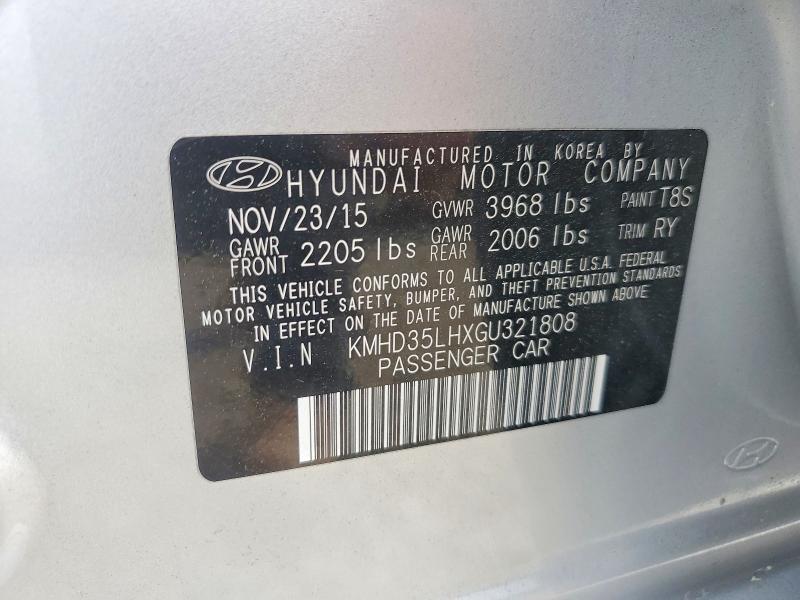 MANUFACTURED IN KOREA BY
HYUNDAI MOTOR COMPANY
NOV/23/15 GVWR 3968 lbs PAINT T8S
GAWR FRONT 2205 lbs GAWR REAR 2006 lbs TRIM RY
THIS VEHICLE CONFORMS TO ALL APPLICABLE U.S.A. FEDERAL
MOTOR VEHICLE SAFETY, BUMPER, AND THEFT PREVENTION STANDARDS
IN EFFECT ON THE DATE OF MANUFACTURE SHOWN ABOVE
V.I.N KMHD35LHXGU321808
PASSENGER CAR